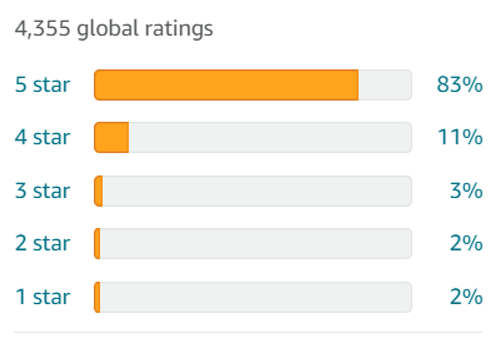 4,355 global ratings
5 star 83%
4 star 11%
3 star 3%
2 star 2%
1 star 2%